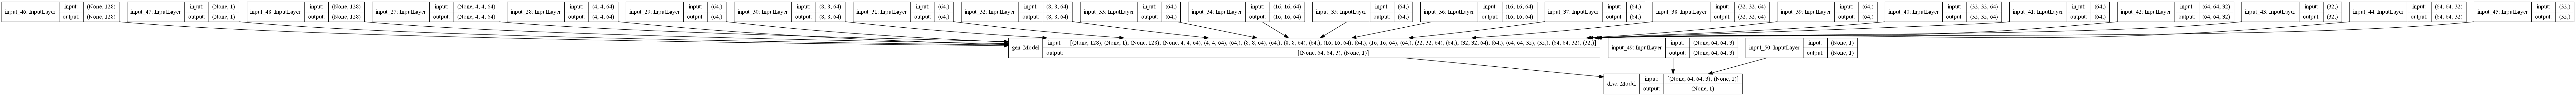 input_46: InputLayer input: (None, 128) output: (None, 128)
input_47: InputLayer input: (None, 1) output: (None, 1)
input_48: InputLayer input: (None, 128) output: (None, 128)
input_27: InputLayer input: (None, 4, 4, 64) output: (None, 4, 4, 64)
input_28: InputLayer input: (4, 4, 64) output: (4, 4, 64)
input_29: InputLayer input: (64,) output: (64,)
input_30: InputLayer input: (8, 8, 64) output: (8, 8, 64)
input_31: InputLayer input: (64,) output: (64,)
input_32: InputLayer input: (8, 8, 64) output: (8, 8, 64)
input_33: InputLayer input: (64,) output: (64,)
input_34: InputLayer input: (16, 16, 64) output: (16, 16, 64)
input_35: InputLayer input: (64,) output: (64,)
input_36: InputLayer input: (16, 16, 64) output: (16, 16, 64)
input_37: InputLayer input: (64,) output: (64,)
input_38: InputLayer input: (32, 32, 64) output: (32, 32, 64)
input_39: InputLayer input: (64,) output: (64,)
input_40: InputLayer input: (32, 32, 64) output: (32, 32, 64)
input_41: InputLayer input: (64,) output: (64,)
input_42: InputLayer input: (64, 64, 32) output: (64, 64, 32)
input_43: InputLayer input: (32,) output: (32,)
input_44: InputLayer input: (64, 64, 32) output: (64, 64, 32)
input_45: InputLayer input: (32,) output: (32,)
gen: Model input: [(None, 128), (None, 1), (None, 128), (None, 4, 4, 64), (4, 4, 64), (64,), (8, 8, 64), (64,), (8, 8, 64), (64,), (16, 16, 64), (64,), (16, 16, 64), (64,), (32, 32, 64), (64,), (32, 32, 64), (64,), (64, 64, 32), (32,), (64, 64, 32), (32,)] output: [(None, 64, 64, 3), (None, 1)]
input_49: InputLayer input: (None, 64, 64, 3) output: (None, 64, 64, 3)
input_50: InputLayer input: (None, 1) output: (None, 1)
disc: Model input: [(None, 64, 64, 3), (None, 1)] output: (None, 1)